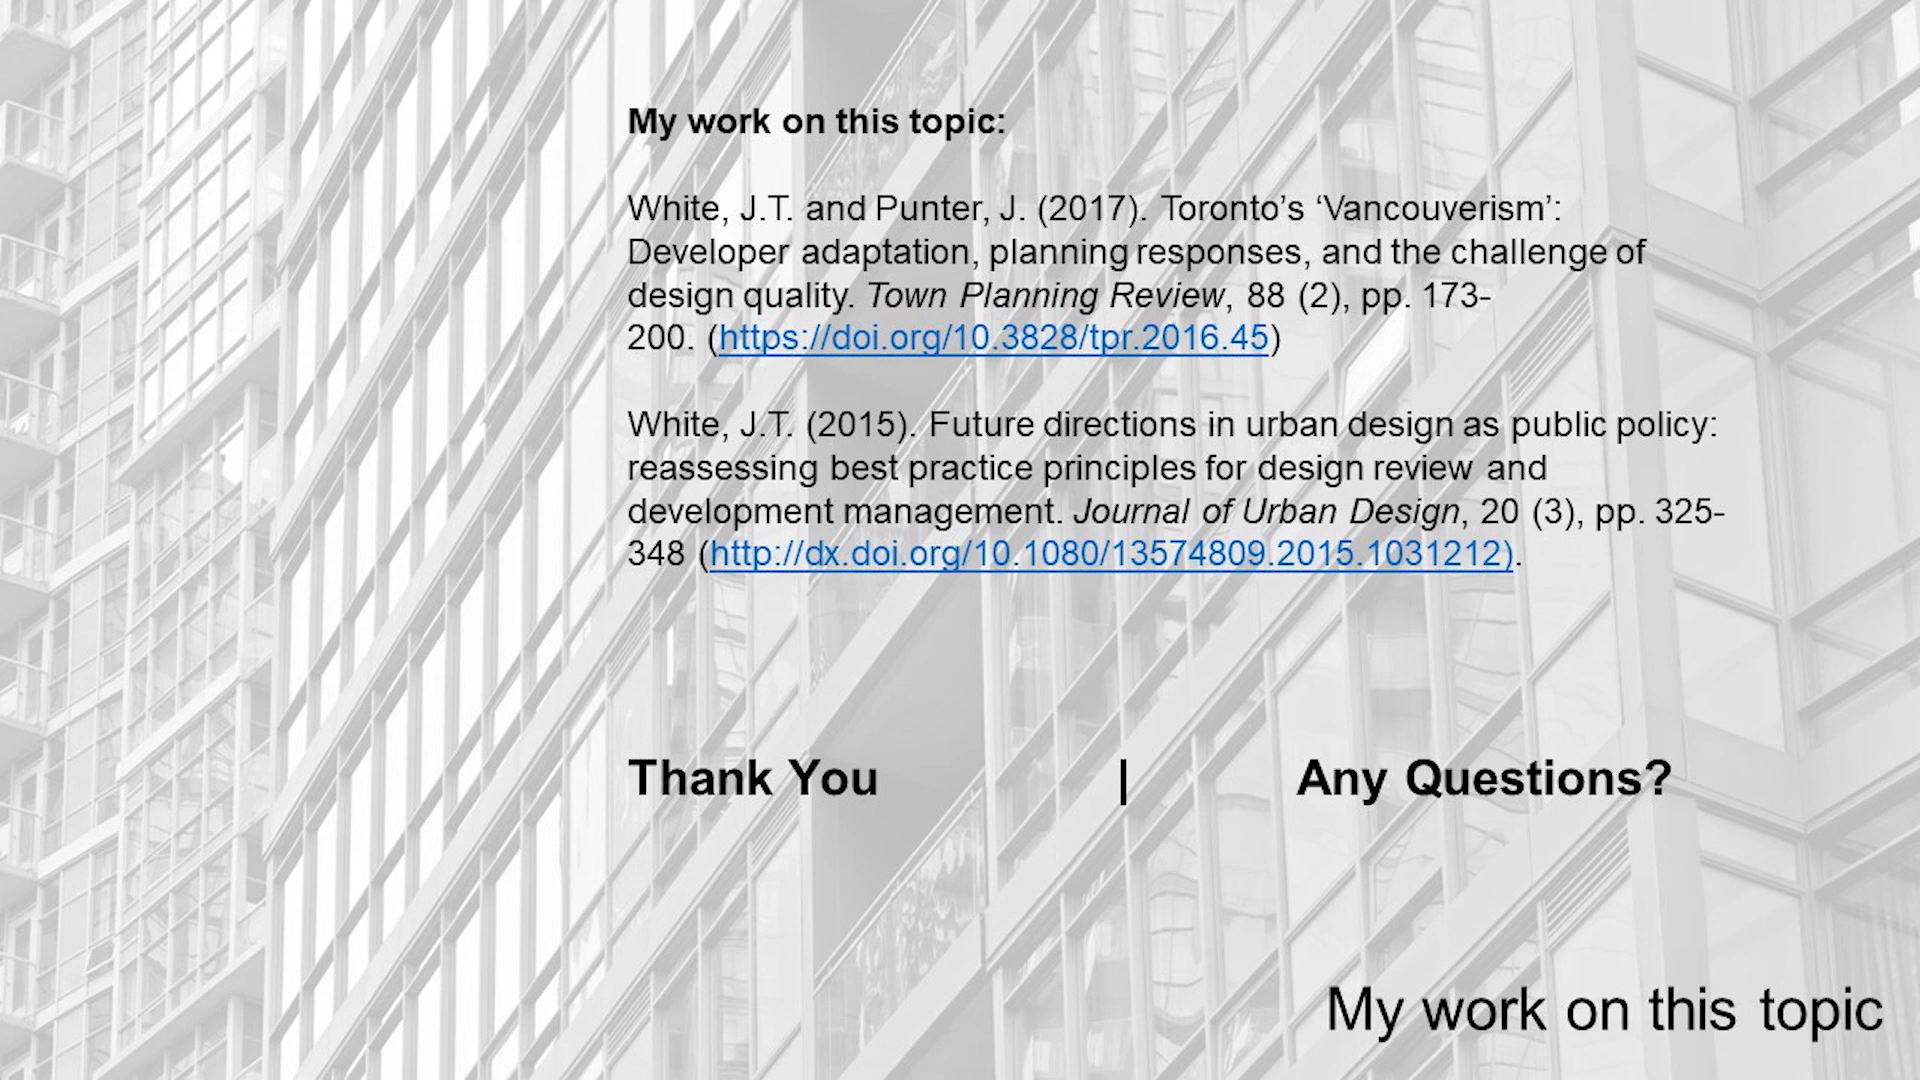 My work on this topic:
White, J.T. and Punter, J. (2017). Toronto’s ‘Vancouverism’:
Developer adaptation, planning responses, and the challenge of
design quality. Town Planning Review, 88 (2), pp. 173-
200. (https://doi.org/10.3828/tpr.2016.45)
White, J.T. (2015). Future directions in urban design as public policy:
reassessing best practice principles for design review and
development management. Journal of Urban Design, 20 (3), pp. 325-
348 (http://dx.doi.org/10.1080/13574809.2015.1031212).
Thank You | Any Questions?
My work on this topic